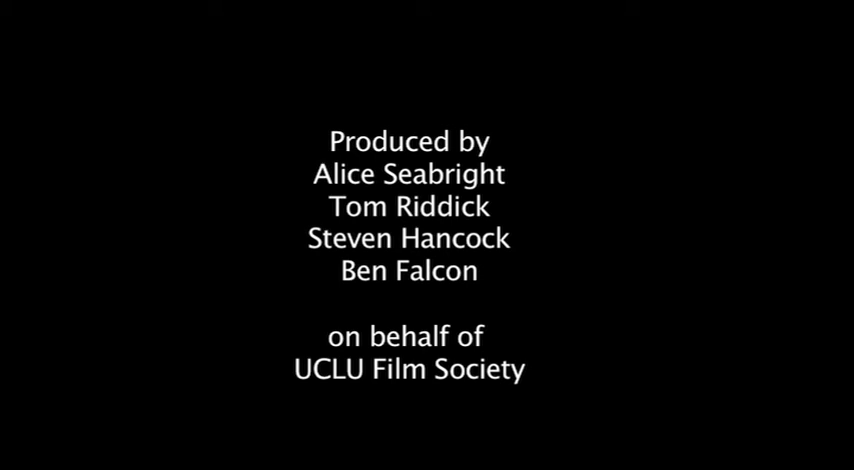 Produced by
Alice Seabright
Tom Riddick
Steven Hancock
Ben Falcon
on behalf of
UCLU Film Society